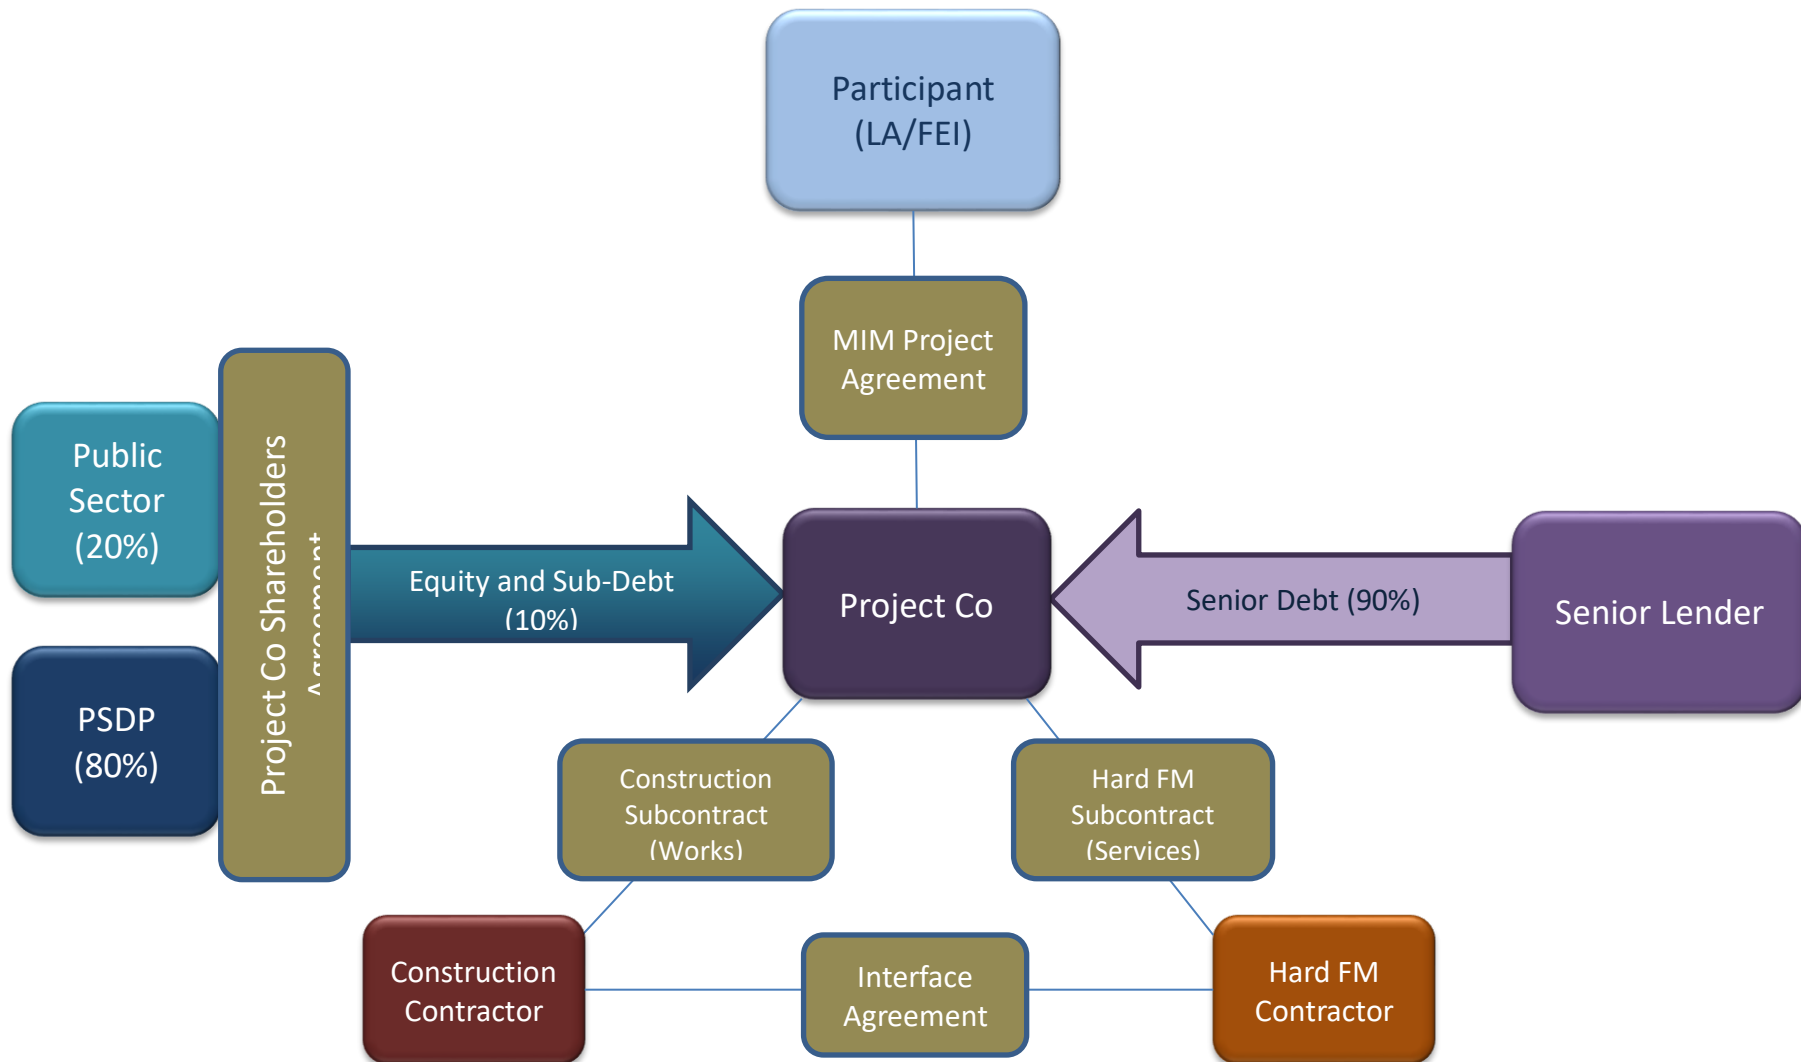 Participant
(LA/FEI)
MIM Project
Agreement
Public
Sector
(20%)
PSDP
(80%)
Project Co Shareholders
Agreement
Equity and Sub-Debt
(10%)
Project Co
Senior Debt (90%)
Senior Lender
Construction
Subcontract
(Works)
Hard FM
Subcontract
(Services)
Construction
Contractor
Interface
Agreement
Hard FM
Contractor